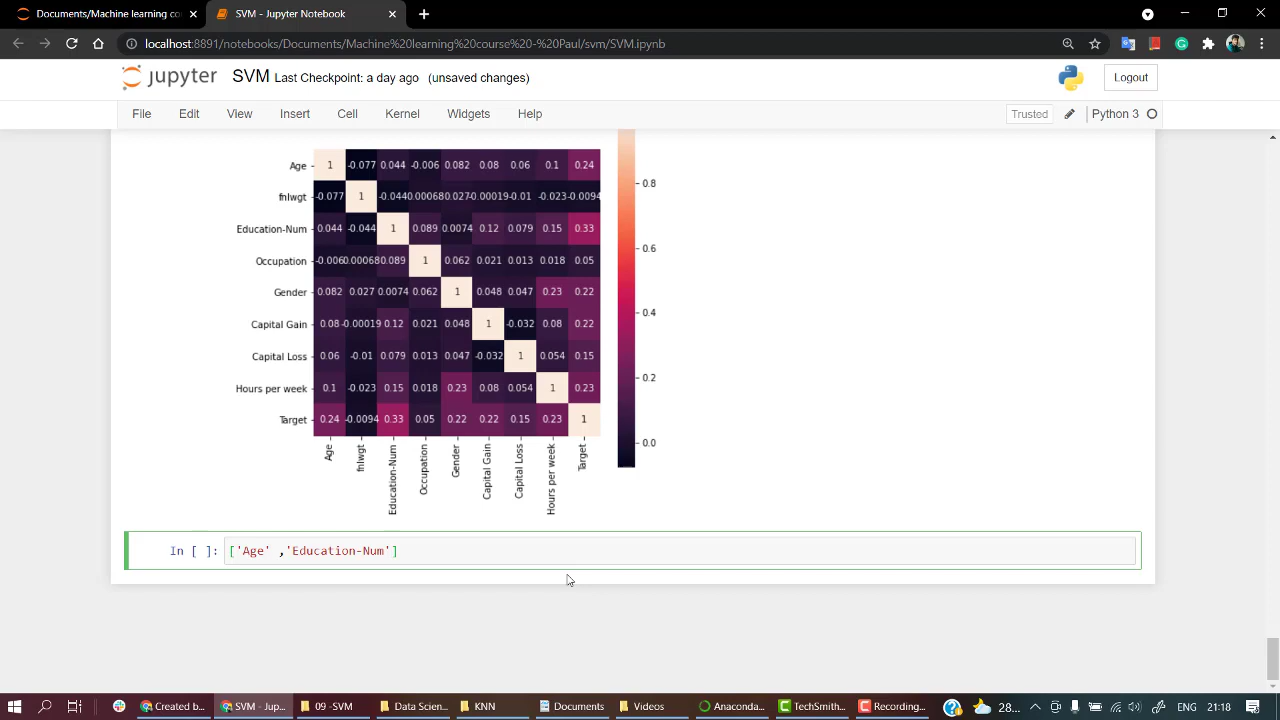 Documents/Machine learning co
SVM - Jupyter Notebook
localhost:8891/notebooks/Documents/Machine%20learning%20course%20-%20Paul/svm/SVM.ipynb
jupyter SVM Last Checkpoint: a day ago (unsaved changes) Logout
File Edit View Insert Cell Kernel Widgets Help Trusted Python 3
Age 1 -0.077 0.044 -0.006 0.082 0.08 0.06 0.1 0.24
0.8
fnlwgt -0.077 1 -0.044 0.00068 0.027 -0.00019 -0.01 -0.023 -0.0094
Education-Num 0.044 -0.044 1 0.089 0.0074 0.12 0.079 0.15 0.33
0.6
Occupation -0.006 0.00068 0.089 1 0.062 0.021 0.013 0.018 0.05
Gender 0.082 0.027 0.0074 0.062 1 0.048 0.047 0.23 0.22
0.4
Capital Gain 0.08 -0.00019 0.12 0.021 0.048 1 -0.032 0.08 0.22
Capital Loss 0.06 -0.01 0.079 0.013 0.047 -0.032 1 0.054 0.15
0.2
Hours per week 0.1 -0.023 0.15 0.018 0.23 0.08 0.054 1 0.23
Target 0.24 -0.0094 0.33 0.05 0.22 0.22 0.15 0.23 1
0.0
Age fnlwgt Education-Num Occupation Gender Capital Gain Capital Loss Hours per week Target
In [ ]: ['Age' ,'Education-Num']
Created b... SVM - Jup... 09 -SVM Data Scien... KNN Documents Videos Anaconda... TechSmith... Recording... 28... ENG 21:18